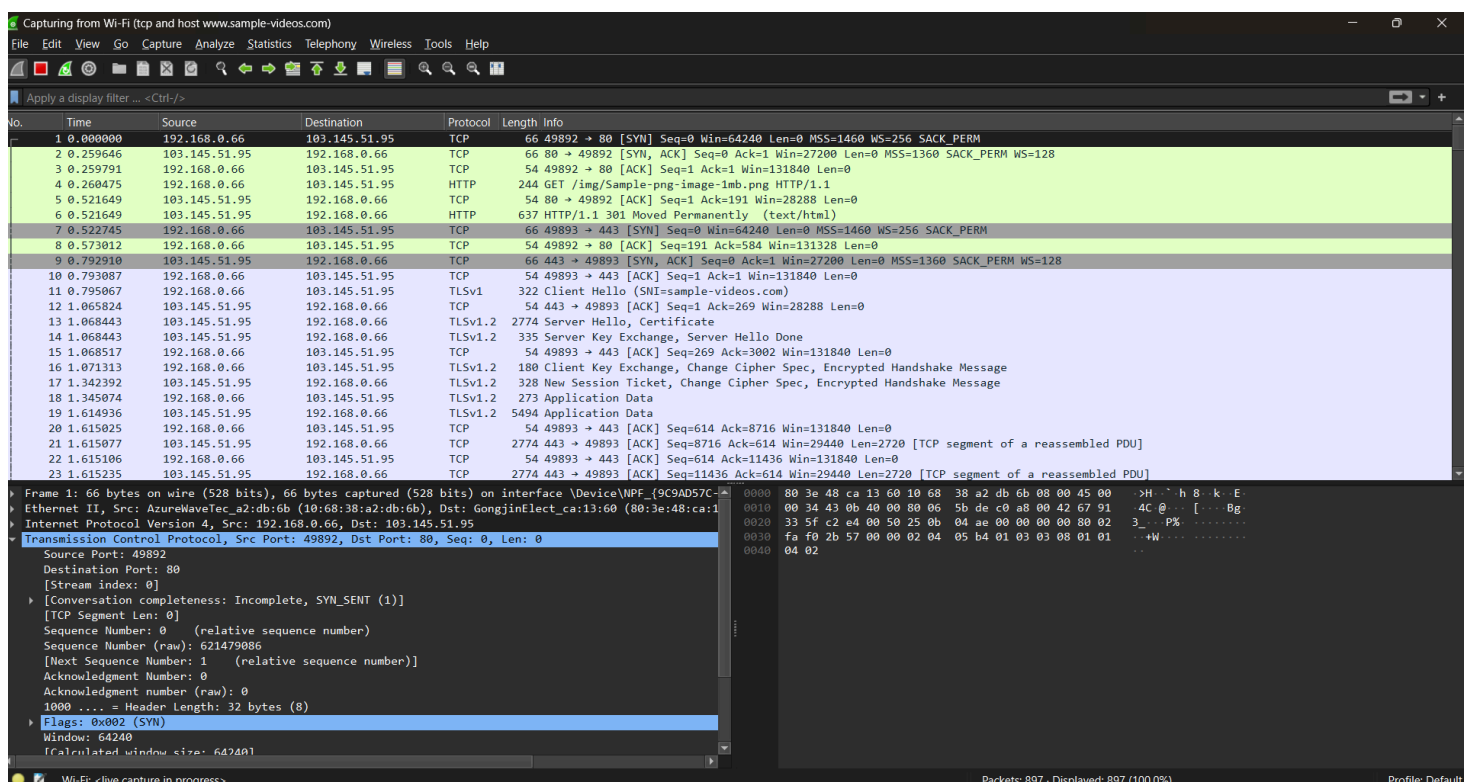 Capturing from Wi-Fi (tcp and host www.sample-videos.com)
File Edit View Go Capture Analyze Statistics Telephony Wireless Tools Help
Apply a display filter ... <Ctrl-/>
No. Time Source Destination Protocol Length Info
1 0.000000 192.168.0.66 103.145.51.95 TCP 66 49892 → 80 [SYN] Seq=0 Win=64240 Len=0 MSS=1460 WS=256 SACK_PERM
2 0.259646 103.145.51.95 192.168.0.66 TCP 66 80 → 49892 [SYN, ACK] Seq=0 Ack=1 Win=27200 Len=0 MSS=1360 SACK_PERM WS=128
3 0.259791 192.168.0.66 103.145.51.95 TCP 54 49892 → 80 [ACK] Seq=1 Ack=1 Win=131840 Len=0
4 0.260475 192.168.0.66 103.145.51.95 HTTP 244 GET /img/Sample-png-image-1mb.png HTTP/1.1
5 0.521649 103.145.51.95 192.168.0.66 TCP 54 80 → 49892 [ACK] Seq=1 Ack=191 Win=28288 Len=0
6 0.521649 103.145.51.95 192.168.0.66 HTTP 637 HTTP/1.1 301 Moved Permanently (text/html)
7 0.522745 192.168.0.66 103.145.51.95 TCP 66 49893 → 443 [SYN] Seq=0 Win=64240 Len=0 MSS=1460 WS=256 SACK_PERM
8 0.573012 192.168.0.66 103.145.51.95 TCP 54 49892 → 80 [ACK] Seq=191 Ack=584 Win=131328 Len=0
9 0.792910 103.145.51.95 192.168.0.66 TCP 66 443 → 49893 [SYN, ACK] Seq=0 Ack=1 Win=27200 Len=0 MSS=1360 SACK_PERM WS=128
10 0.793087 192.168.0.66 103.145.51.95 TCP 54 49893 → 443 [ACK] Seq=1 Ack=1 Win=131840 Len=0
11 0.795067 192.168.0.66 103.145.51.95 TLSv1 322 Client Hello (SNI=sample-videos.com)
12 1.065824 103.145.51.95 192.168.0.66 TCP 54 443 → 49893 [ACK] Seq=1 Ack=269 Win=28288 Len=0
13 1.068443 103.145.51.95 192.168.0.66 TLSv1.2 2774 Server Hello, Certificate
14 1.068443 103.145.51.95 192.168.0.66 TLSv1.2 335 Server Key Exchange, Server Hello Done
15 1.068517 192.168.0.66 103.145.51.95 TCP 54 49893 → 443 [ACK] Seq=269 Ack=3002 Win=131840 Len=0
16 1.071313 192.168.0.66 103.145.51.95 TLSv1.2 180 Client Key Exchange, Change Cipher Spec, Encrypted Handshake Message
17 1.342392 103.145.51.95 192.168.0.66 TLSv1.2 328 New Session Ticket, Change Cipher Spec, Encrypted Handshake Message
18 1.345074 192.168.0.66 103.145.51.95 TLSv1.2 273 Application Data
19 1.614936 103.145.51.95 192.168.0.66 TLSv1.2 5494 Application Data
20 1.615025 192.168.0.66 103.145.51.95 TCP 54 49893 → 443 [ACK] Seq=614 Ack=8716 Win=131840 Len=0
21 1.615077 103.145.51.95 192.168.0.66 TCP 2774 443 → 49893 [ACK] Seq=8716 Ack=614 Win=29440 Len=2720 [TCP segment of a reassembled PDU]
22 1.615106 192.168.0.66 103.145.51.95 TCP 54 49893 → 443 [ACK] Seq=614 Ack=11436 Win=131840 Len=0
23 1.615235 103.145.51.95 192.168.0.66 TCP 2774 443 → 49893 [ACK] Seq=11436 Ack=614 Win=29440 Len=2720 [TCP segment of a reassembled PDU]
Frame 1: 66 bytes on wire (528 bits), 66 bytes captured (528 bits) on interface \Device\NPF_{9C9AD57C-
Ethernet II, Src: AzureWaveTec_a2:db:6b (10:68:38:a2:db:6b), Dst: GongjinElect_ca:13:60 (80:3e:48:ca:1
Internet Protocol Version 4, Src: 192.168.0.66, Dst: 103.145.51.95
Transmission Control Protocol, Src Port: 49892, Dst Port: 80, Seq: 0, Len: 0
Source Port: 49892
Destination Port: 80
[Stream index: 0]
[Conversation completeness: Incomplete, SYN_SENT (1)]
[TCP Segment Len: 0]
Sequence Number: 0 (relative sequence number)
Sequence Number (raw): 621479086
[Next Sequence Number: 1 (relative sequence number)]
Acknowledgment Number: 0
Acknowledgment number (raw): 0
1000 .... = Header Length: 32 bytes (8)
Flags: 0x002 (SYN)
Window: 64240
[Calculated window size: 64240]
0000 80 3e 48 ca 13 60 10 68 38 a2 db 6b 08 00 45 00 ·>H··`·h 8··k··E·
0010 00 34 43 0b 40 00 80 06 5b de c0 a8 00 42 67 91 ·4C·@··· [····Bg·
0020 33 5f c2 e4 00 50 25 0b 04 ae 00 00 00 00 80 02 3_···P%· ········
0030 fa f0 2b 57 00 00 02 04 05 b4 01 03 03 08 01 01 ··+W···· ········
0040 04 02 ··
Wi-Fi: <live capture in progress>
Packets: 897 · Displayed: 897 (100.0%)
Profile: Default